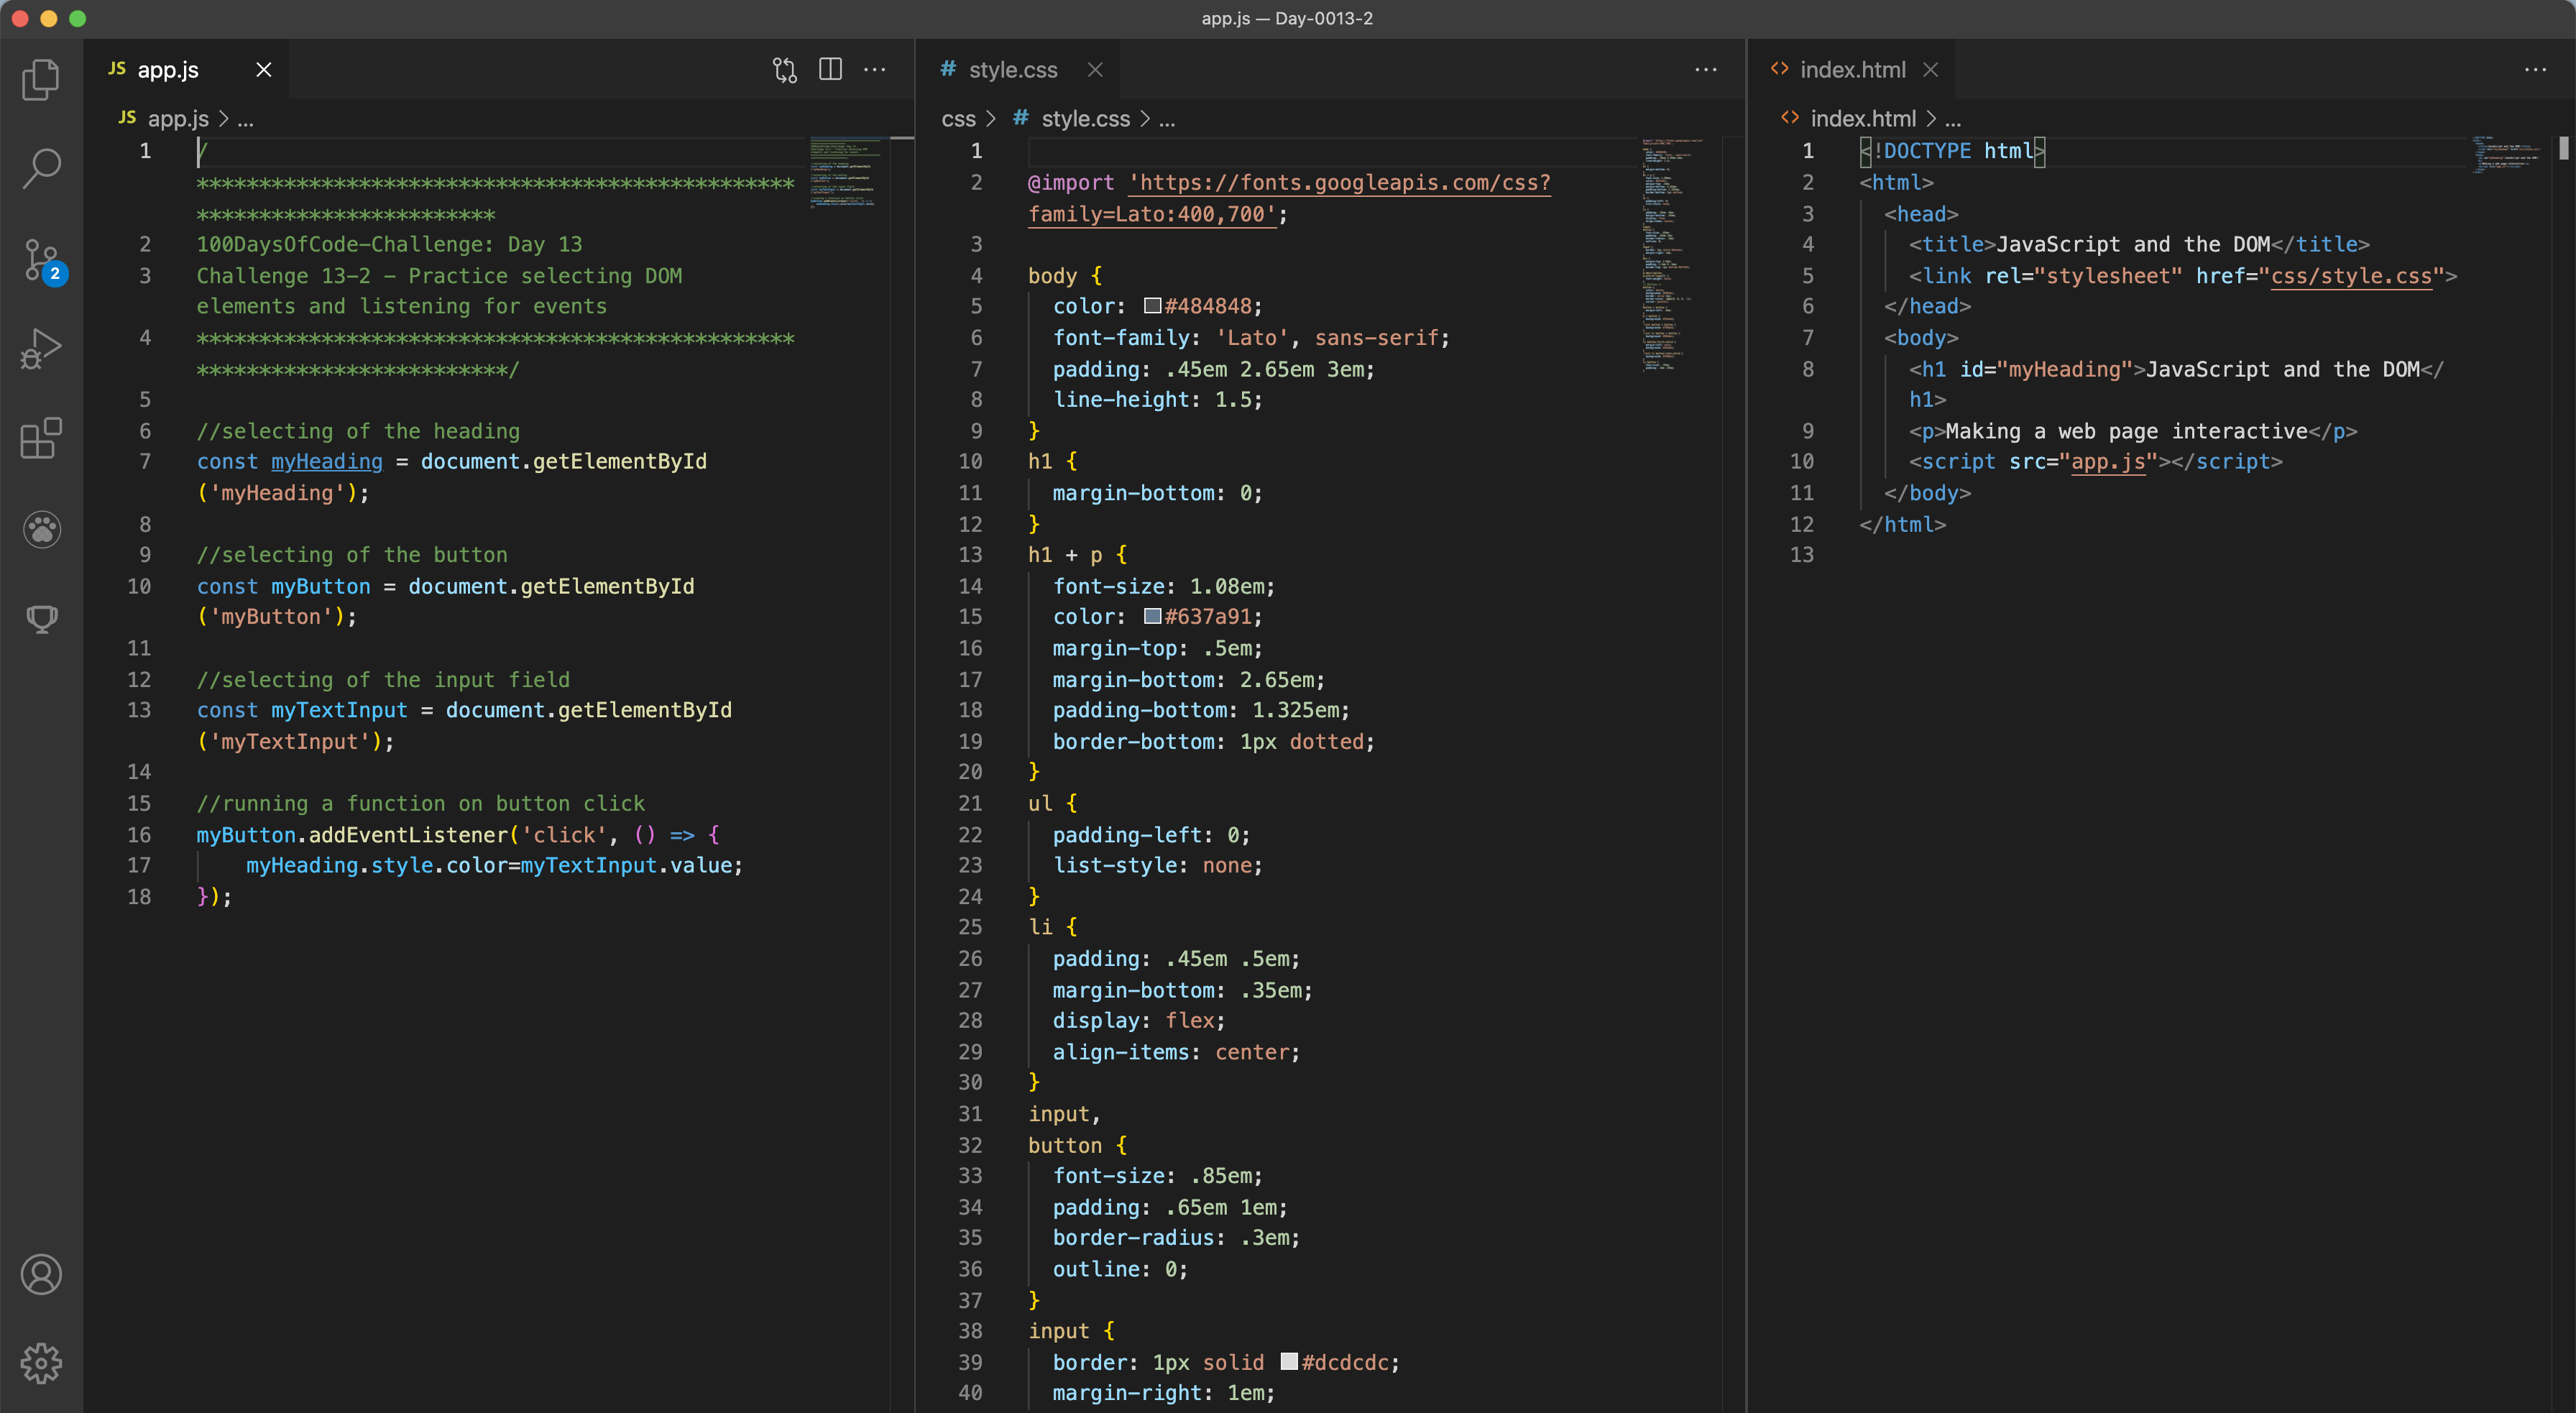 app.js — Day-0013-2
JS app.js
JS app.js > ...
1 /
************************************************
************************
2 100DaysOfCode-Challenge: Day 13
3 Challenge 13-2 - Practice selecting DOM
elements and listening for events
4 ************************************************
*************************/
5
6 //selecting of the heading
7 const myHeading = document.getElementById
('myHeading');
8
9 //selecting of the button
10 const myButton = document.getElementById
('myButton');
11
12 //selecting of the input field
13 const myTextInput = document.getElementById
('myTextInput');
14
15 //running a function on button click
16 myButton.addEventListener('click', () => {
17 myHeading.style.color=myTextInput.value;
18 });
2
# style.css
css > # style.css > ...
1
2 @import 'https://fonts.googleapis.com/css?
family=Lato:400,700';
3
4 body {
5 color: #484848;
6 font-family: 'Lato', sans-serif;
7 padding: .45em 2.65em 3em;
8 line-height: 1.5;
9 }
10 h1 {
11 margin-bottom: 0;
12 }
13 h1 + p {
14 font-size: 1.08em;
15 color: #637a91;
16 margin-top: .5em;
17 margin-bottom: 2.65em;
18 padding-bottom: 1.325em;
19 border-bottom: 1px dotted;
20 }
21 ul {
22 padding-left: 0;
23 list-style: none;
24 }
25 li {
26 padding: .45em .5em;
27 margin-bottom: .35em;
28 display: flex;
29 align-items: center;
30 }
31 input,
32 button {
33 font-size: .85em;
34 padding: .65em 1em;
35 border-radius: .3em;
36 outline: 0;
37 }
38 input {
39 border: 1px solid #dcdcdc;
40 margin-right: 1em;
<> index.html
<> index.html > ...
1 <!DOCTYPE html>
2 <html>
3 <head>
4 <title>JavaScript and the DOM</title>
5 <link rel="stylesheet" href="css/style.css">
6 </head>
7 <body>
8 <h1 id="myHeading">JavaScript and the DOM</
h1>
9 <p>Making a web page interactive</p>
10 <script src="app.js"></script>
11 </body>
12 </html>
13